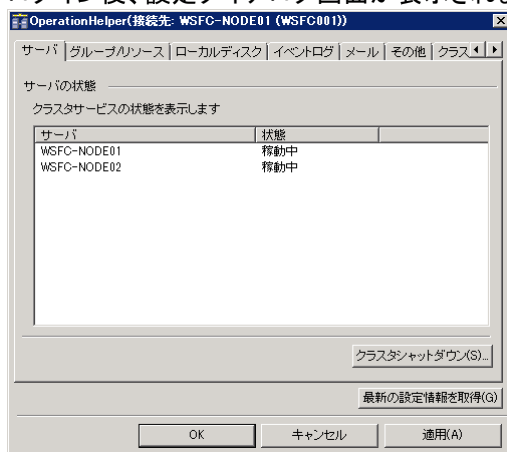 OperationHelper(接続先: WSFC-NODE01 (WSFC001))
サーバ グループ/リソース ローカルディスク イベントログ メール その他 クラス
サーバの状態
クラスタサービスの状態を表示します
サーバ 状態
WSFC-NODE01 稼動中
WSFC-NODE02 稼動中
クラスタシャットダウン(S)...
最新の設定情報を取得(G)
OK キャンセル 適用(A)